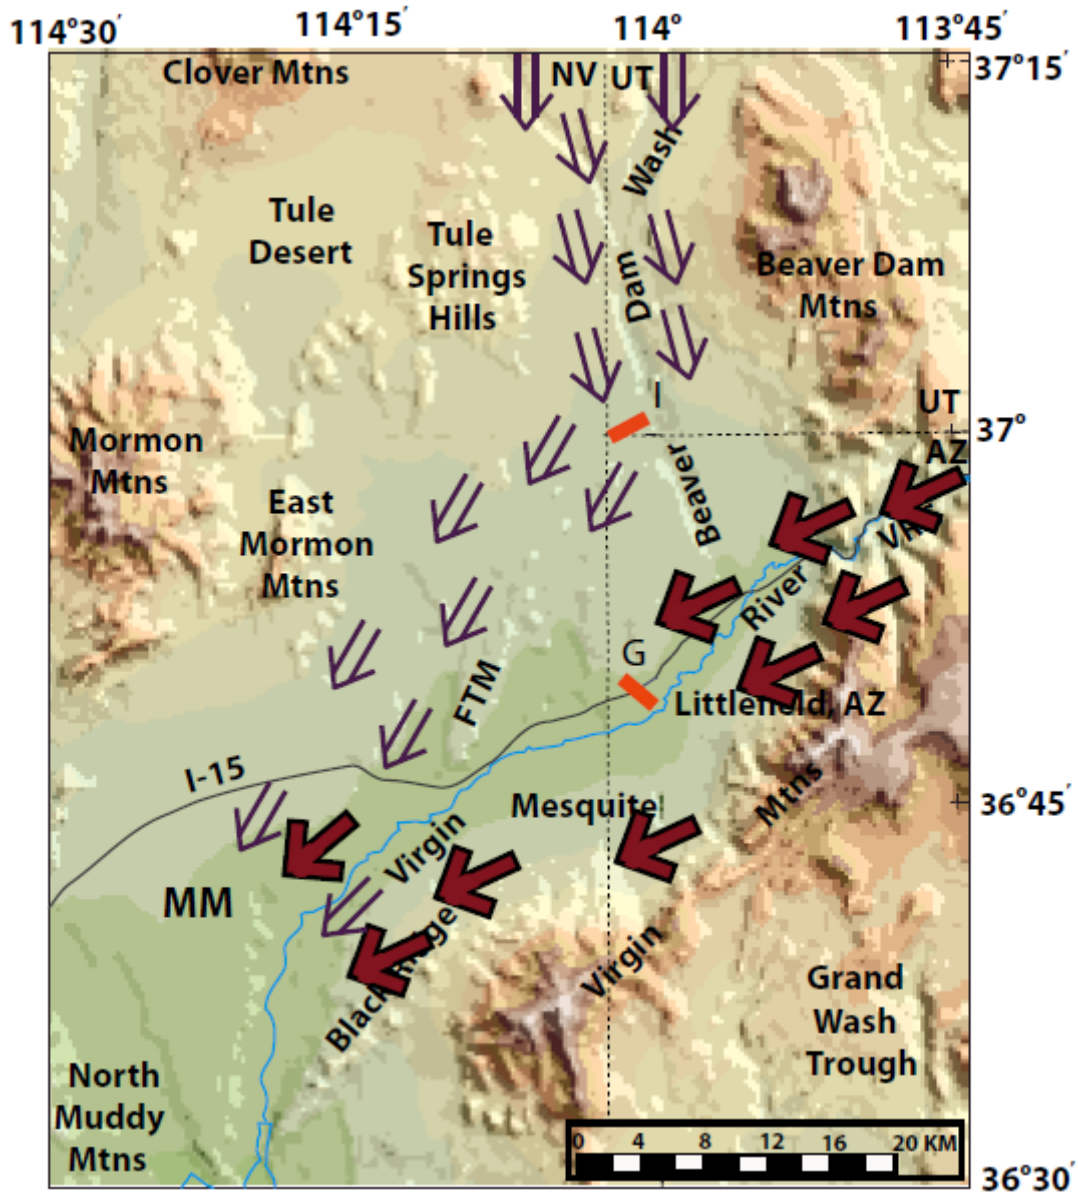 114°30′
114°15′
114°
113°45′
Clover Mtns
NV
UT
37°15′
Wash
Tule
Desert
Tule
Springs
Hills
Dam
Beaver Dam
Mtns
I
UT
37°
AZ
Mormon
Mtns
Beaver
East
Mormon
Mtns
River
G
Littlefield, AZ
FTM
I-15
Mesquite
Mtns
36°45′
Virgin
MM
Black Ridge
Virgin
Grand
Wash
Trough
North
Muddy
Mtns
0 4 8 12 16 20 KM
36°30′